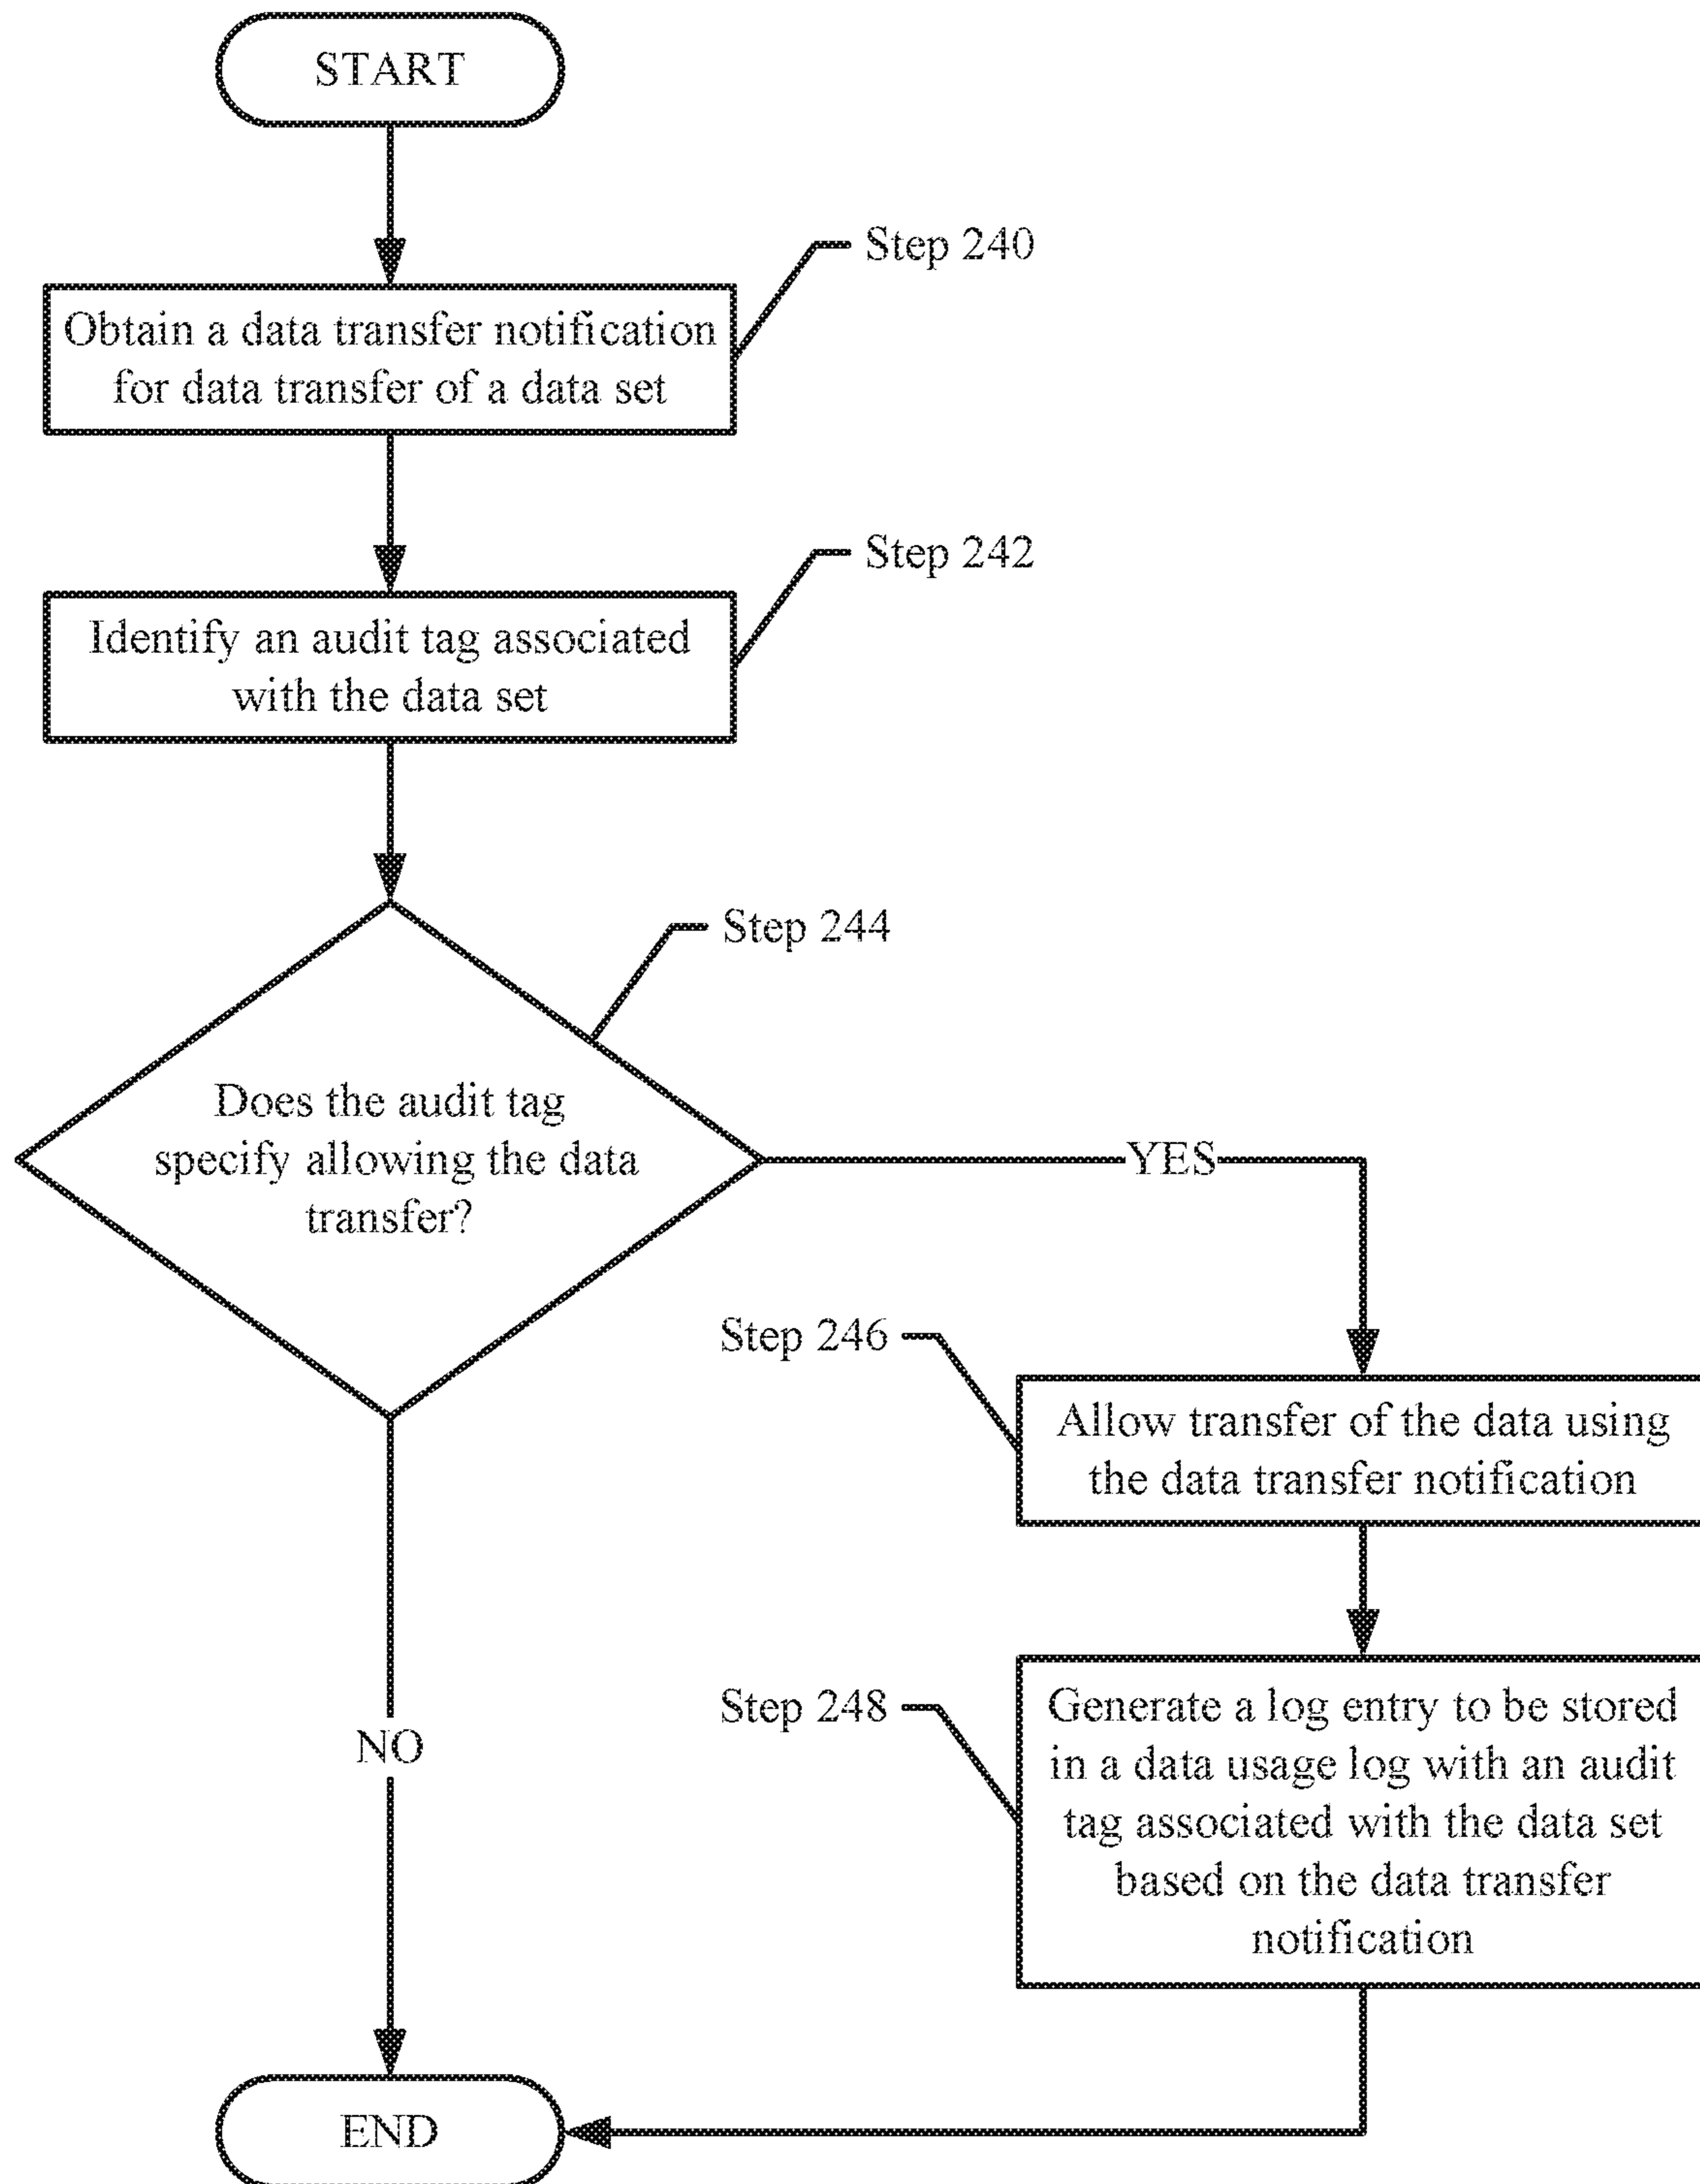 START
Step 240
Obtain a data transfer notification
for data transfer of a data set
Step 242
Identify an audit tag associated
with the data set
Step 244
Does the audit tag
specify allowing the data
transfer?
YES
Step 246
Allow transfer of the data using
the data transfer notification
Step 248
Generate a log entry to be stored
in a data usage log with an audit
tag associated with the data set
based on the data transfer
notification
NO
END